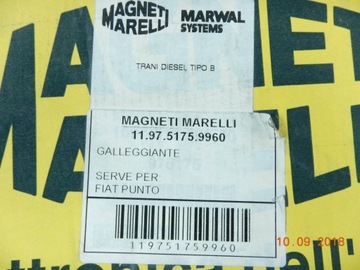 MAGNETI MARELLI
MARWAL SYSTEMS
TRANI DIESEL TIPO B
MAGNETI MARELLI
11.97.5175.9960
GALLEGGIANTE
SERVE PER
FIAT PUNTO
119751759960
10.09.2018